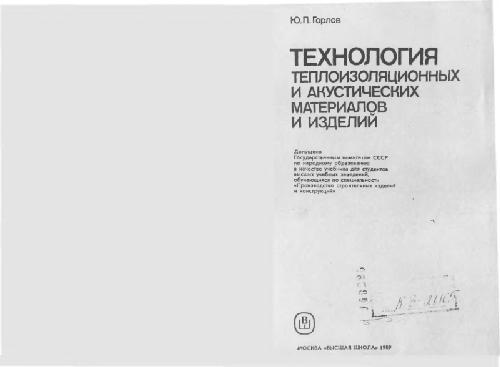 Ю.П. Горлов
ТЕХНОЛОГИЯ
ТЕПЛОИЗОЛЯЦИОННЫХ
И АКУСТИЧЕСКИХ
МАТЕРИАЛОВ
И ИЗДЕЛИЙ
Допущено
Государственным комитетом СССР
по народному образованию
в качестве учебника для студентов
высших учебных заведений,
обучающихся по специальности
«Производство строительных изделий
и конструкций»
МОСКВА «ВЫСШАЯ ШКОЛА» 1989